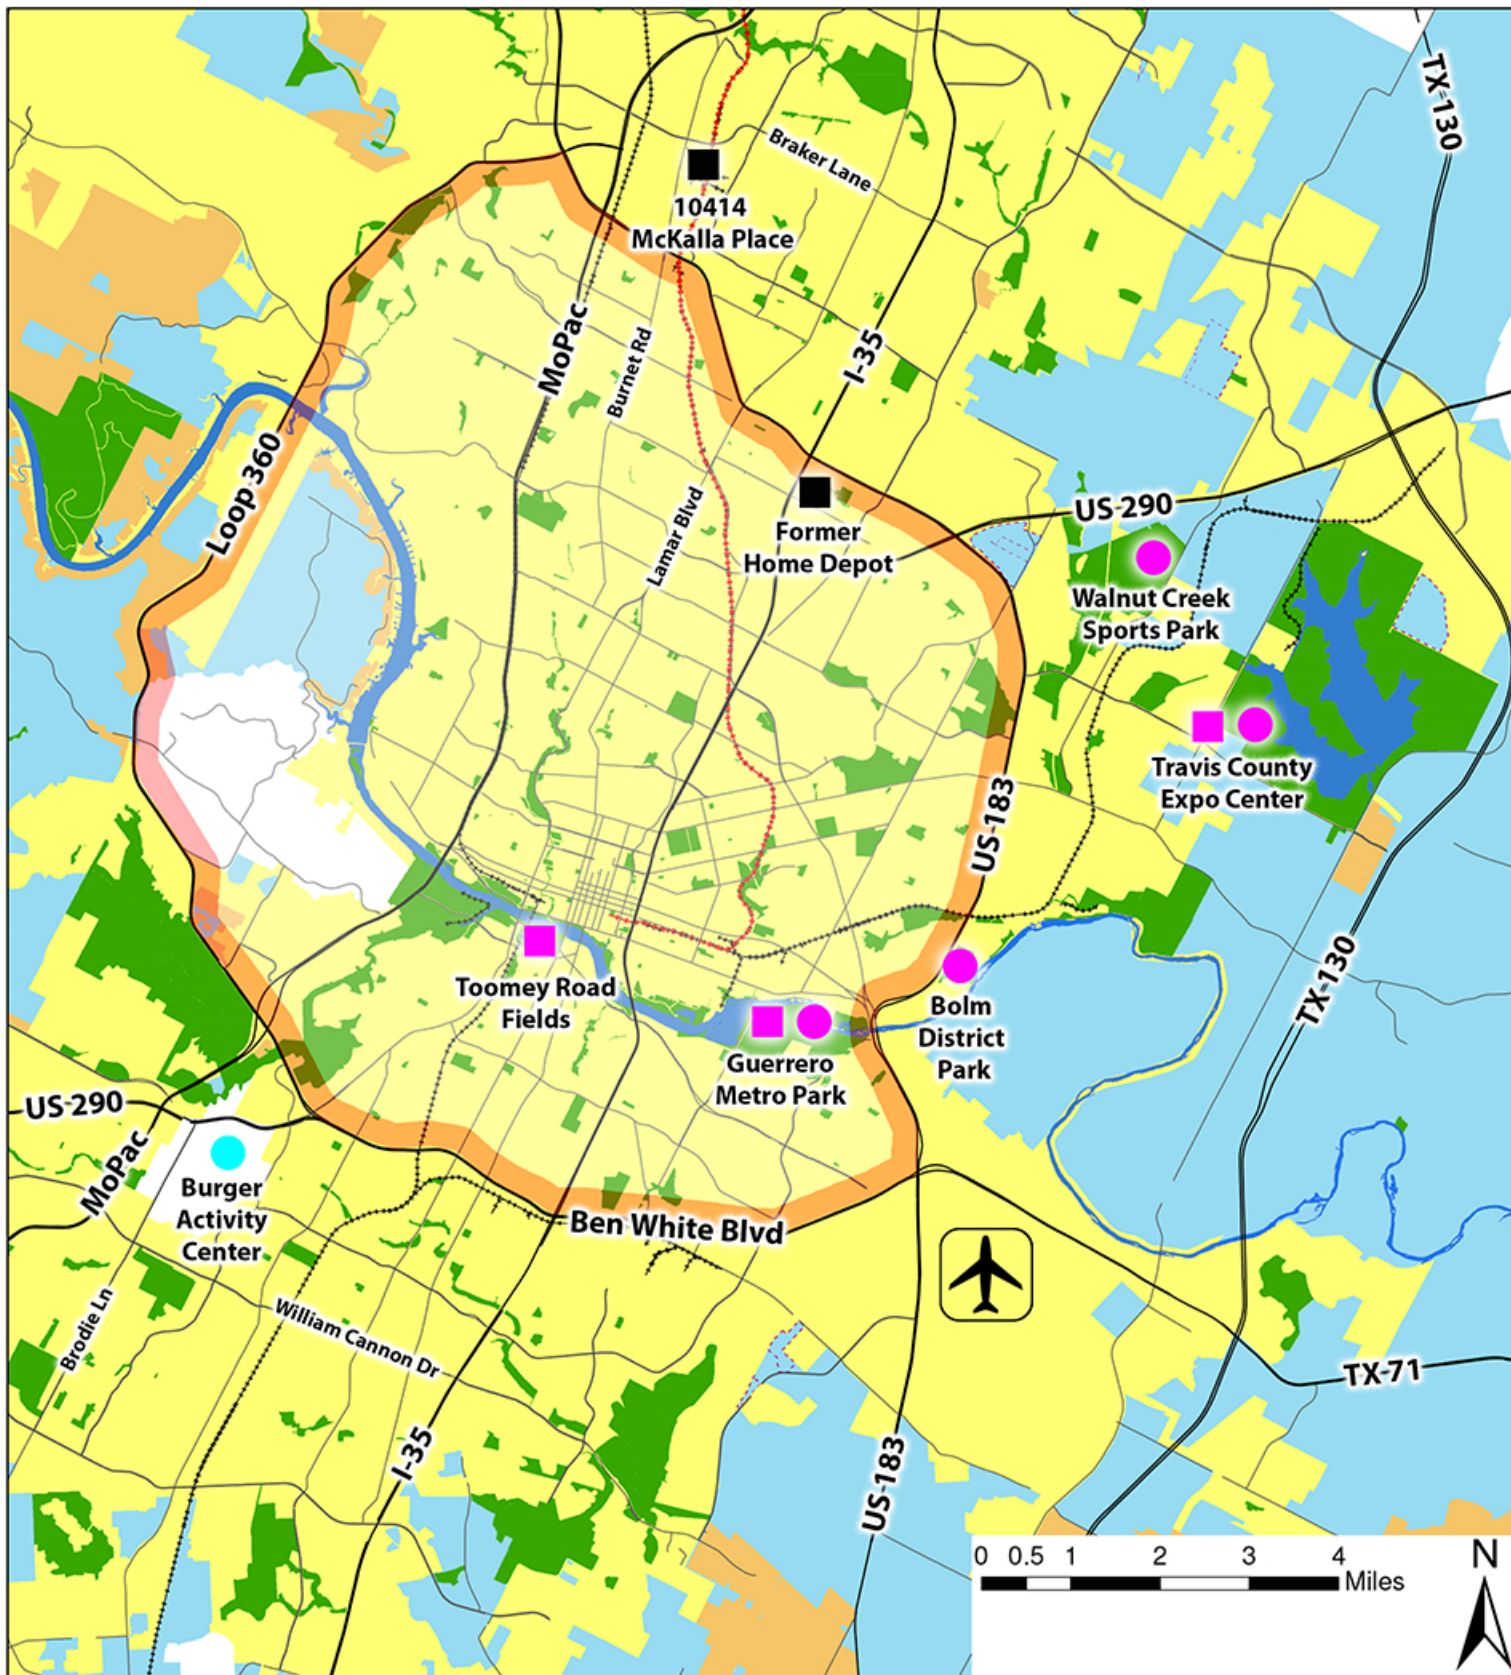 TX-130
Braker Lane
10414
McKalla Place
MoPac
Burnet Rd
I-35
Loop 360
Lamar Blvd
US 290
Former
Home Depot
Walnut Creek
Sports Park
Travis County
Expo Center
US 183
Toomey Road
Fields
Bolm
District
Park
TX-130
Guerrero
Metro Park
US 290
MoPac
Burger
Activity
Center
Ben White Blvd
Brodie Ln
William Cannon Dr
TX-71
I-35
US 183
0 0.5 1 2 3 4
Miles
N